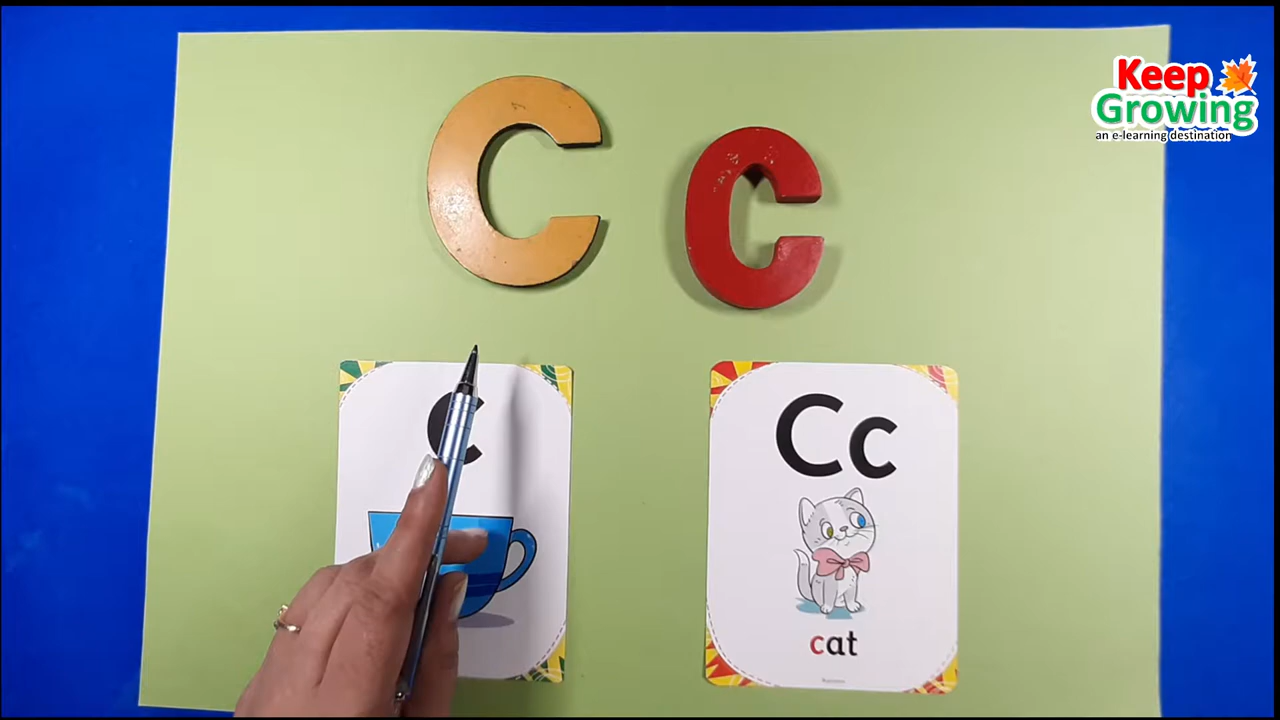 C c
Keep
Growing
an e-learning destination
c
Cc
cat